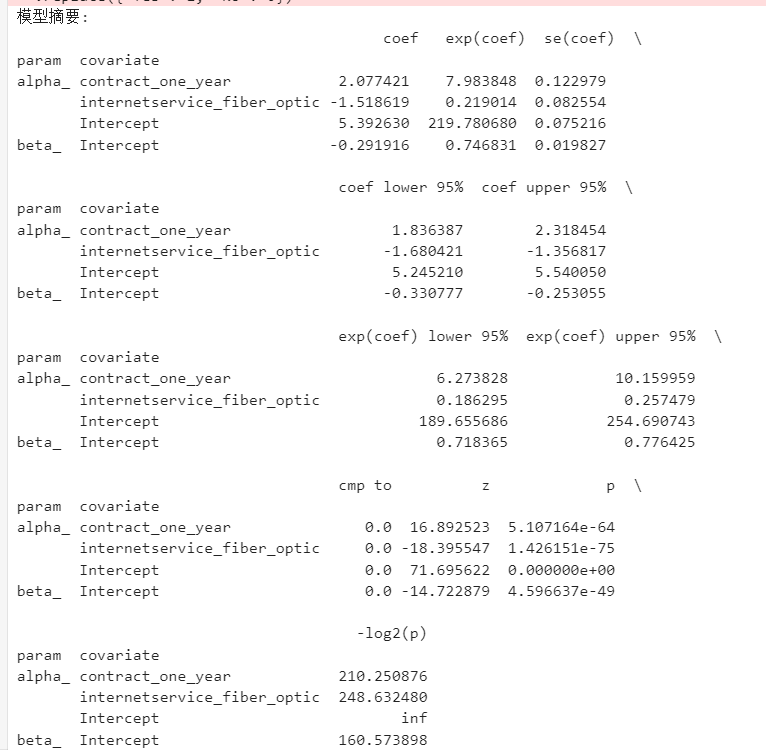 模型摘要:
coef exp(coef) se(coef) \
param covariate
alpha_ contract_one_year 2.077421 7.983848 0.122979
internetservice_fiber_optic -1.518619 0.219014 0.082554
Intercept 5.392630 219.780680 0.075216
beta_ Intercept -0.291916 0.746831 0.019827
coef lower 95% coef upper 95% \
param covariate
alpha_ contract_one_year 1.836387 2.318454
internetservice_fiber_optic -1.680421 -1.356817
Intercept 5.245210 5.540050
beta_ Intercept -0.330777 -0.253055
exp(coef) lower 95% exp(coef) upper 95% \
param covariate
alpha_ contract_one_year 6.273828 10.159959
internetservice_fiber_optic 0.186295 0.257479
Intercept 189.655686 254.690743
beta_ Intercept 0.718365 0.776425
cmp to z p \
param covariate
alpha_ contract_one_year 0.0 16.892523 5.107164e-64
internetservice_fiber_optic 0.0 -18.395547 1.426151e-75
Intercept 0.0 71.695622 0.000000e+00
beta_ Intercept 0.0 -14.722879 4.596637e-49
-log2(p)
param covariate
alpha_ contract_one_year 210.250876
internetservice_fiber_optic 248.632480
Intercept inf
beta_ Intercept 160.573898